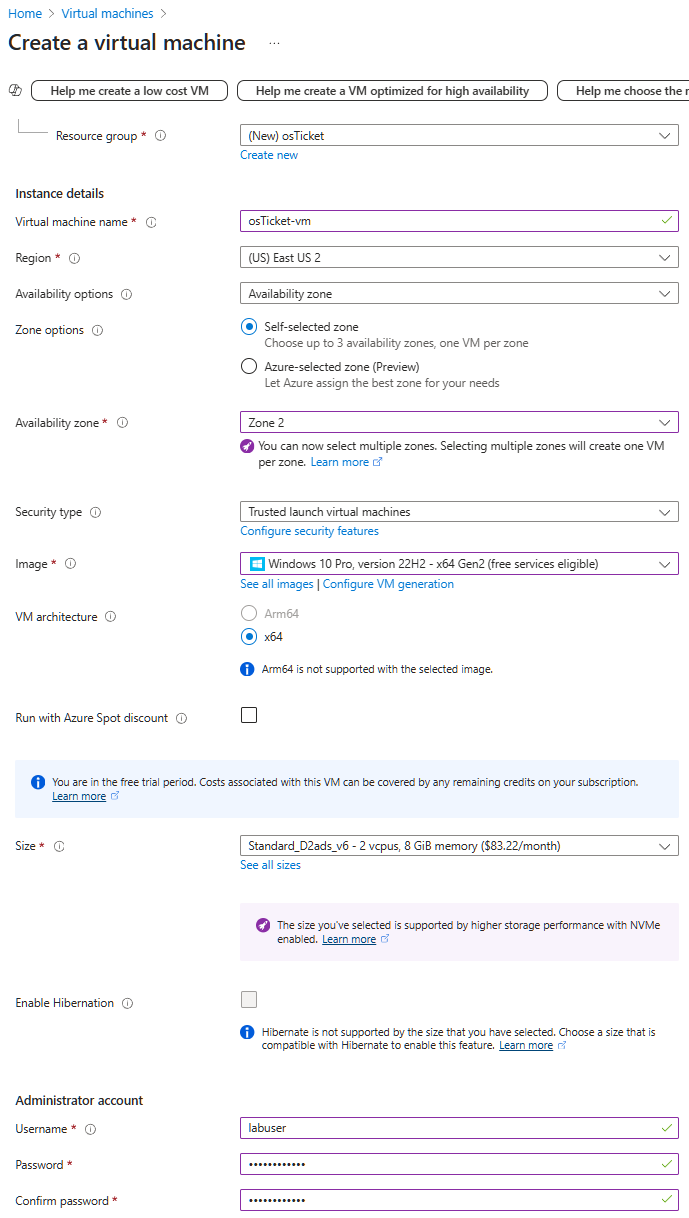 Home > Virtual machines >
Create a virtual machine ...
Help me create a low cost VM
Help me create a VM optimized for high availability
Help me choose the
Resource group *
(New) osTicket
Create new
Instance details
Virtual machine name *
osTicket-vm
Region *
(US) East US 2
Availability options
Availability zone
Zone options
Self-selected zone
Choose up to 3 availability zones, one VM per zone
Azure-selected zone (Preview)
Let Azure assign the best zone for your needs
Availability zone *
Zone 2
You can now select multiple zones. Selecting multiple zones will create one VM
per zone. Learn more
Security type
Trusted launch virtual machines
Configure security features
Image *
Windows 10 Pro, version 22H2 - x64 Gen2 (free services eligible)
See all images | Configure VM generation
VM architecture
Arm64
x64
Arm64 is not supported with the selected image.
Run with Azure Spot discount
You are in the free trial period. Costs associated with this VM can be covered by any remaining credits on your subscription.
Learn more
Size *
Standard_D2ads_v6 - 2 vcpus, 8 GiB memory ($83.22/month)
See all sizes
The size you've selected is supported by higher storage performance with NVMe
enabled. Learn more
Enable Hibernation
Hibernate is not supported by the size that you have selected. Choose a size that is
compatible with Hibernate to enable this feature. Learn more
Administrator account
Username *
labuser
Password *
••••••••••••
Confirm password *
••••••••••••